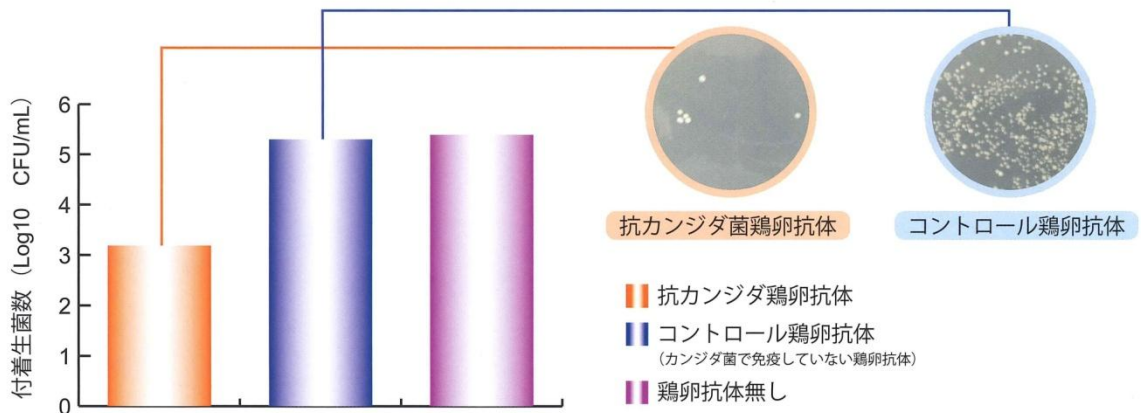 付着生菌数（Log10 CFU/mL）
6
5
4
3
2
1
0
抗カンジダ菌鶏卵抗体
コントロール鶏卵抗体
抗カンジダ鶏卵抗体
コントロール鶏卵抗体
（カンジダ菌で免疫していない鶏卵抗体）
鶏卵抗体無し